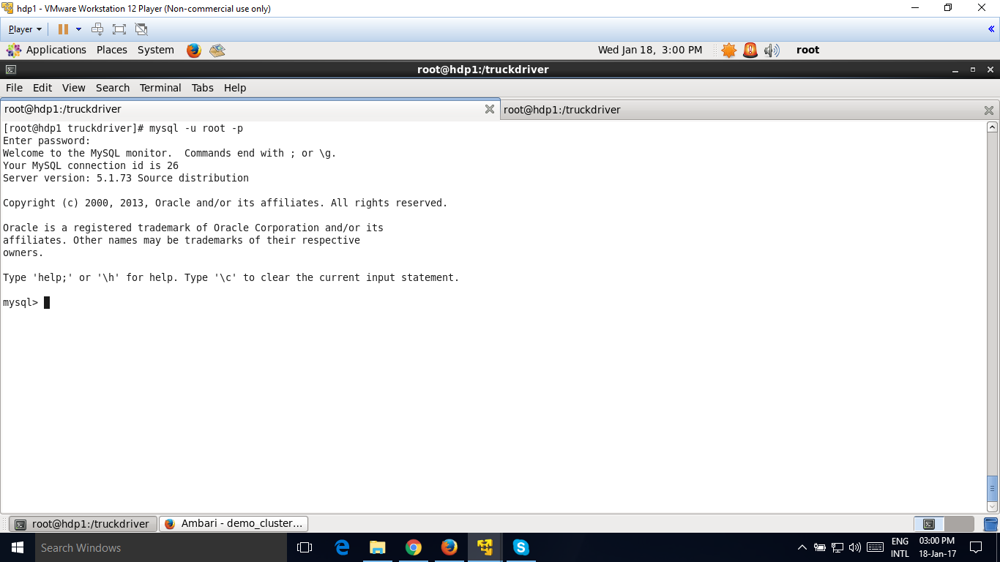 hdp1 - VMware Workstation 12 Player (Non-commercial use only)
Player
Applications Places System Wed Jan 18, 3:00 PM root
root@hdp1:/truckdriver
File Edit View Search Terminal Tabs Help
root@hdp1:/truckdriver root@hdp1:/truckdriver
[root@hdp1 truckdriver]# mysql -u root -p
Enter password:
Welcome to the MySQL monitor.  Commands end with ; or \g.
Your MySQL connection id is 26
Server version: 5.1.73 Source distribution
Copyright (c) 2000, 2013, Oracle and/or its affiliates. All rights reserved.
Oracle is a registered trademark of Oracle Corporation and/or its
affiliates. Other names may be trademarks of their respective
owners.
Type 'help;' or '\h' for help. Type '\c' to clear the current input statement.
mysql>
root@hdp1:/truckdriver Ambari - demo_cluster...
Search Windows
ENG 03:00 PM
INTL 18-Jan-17